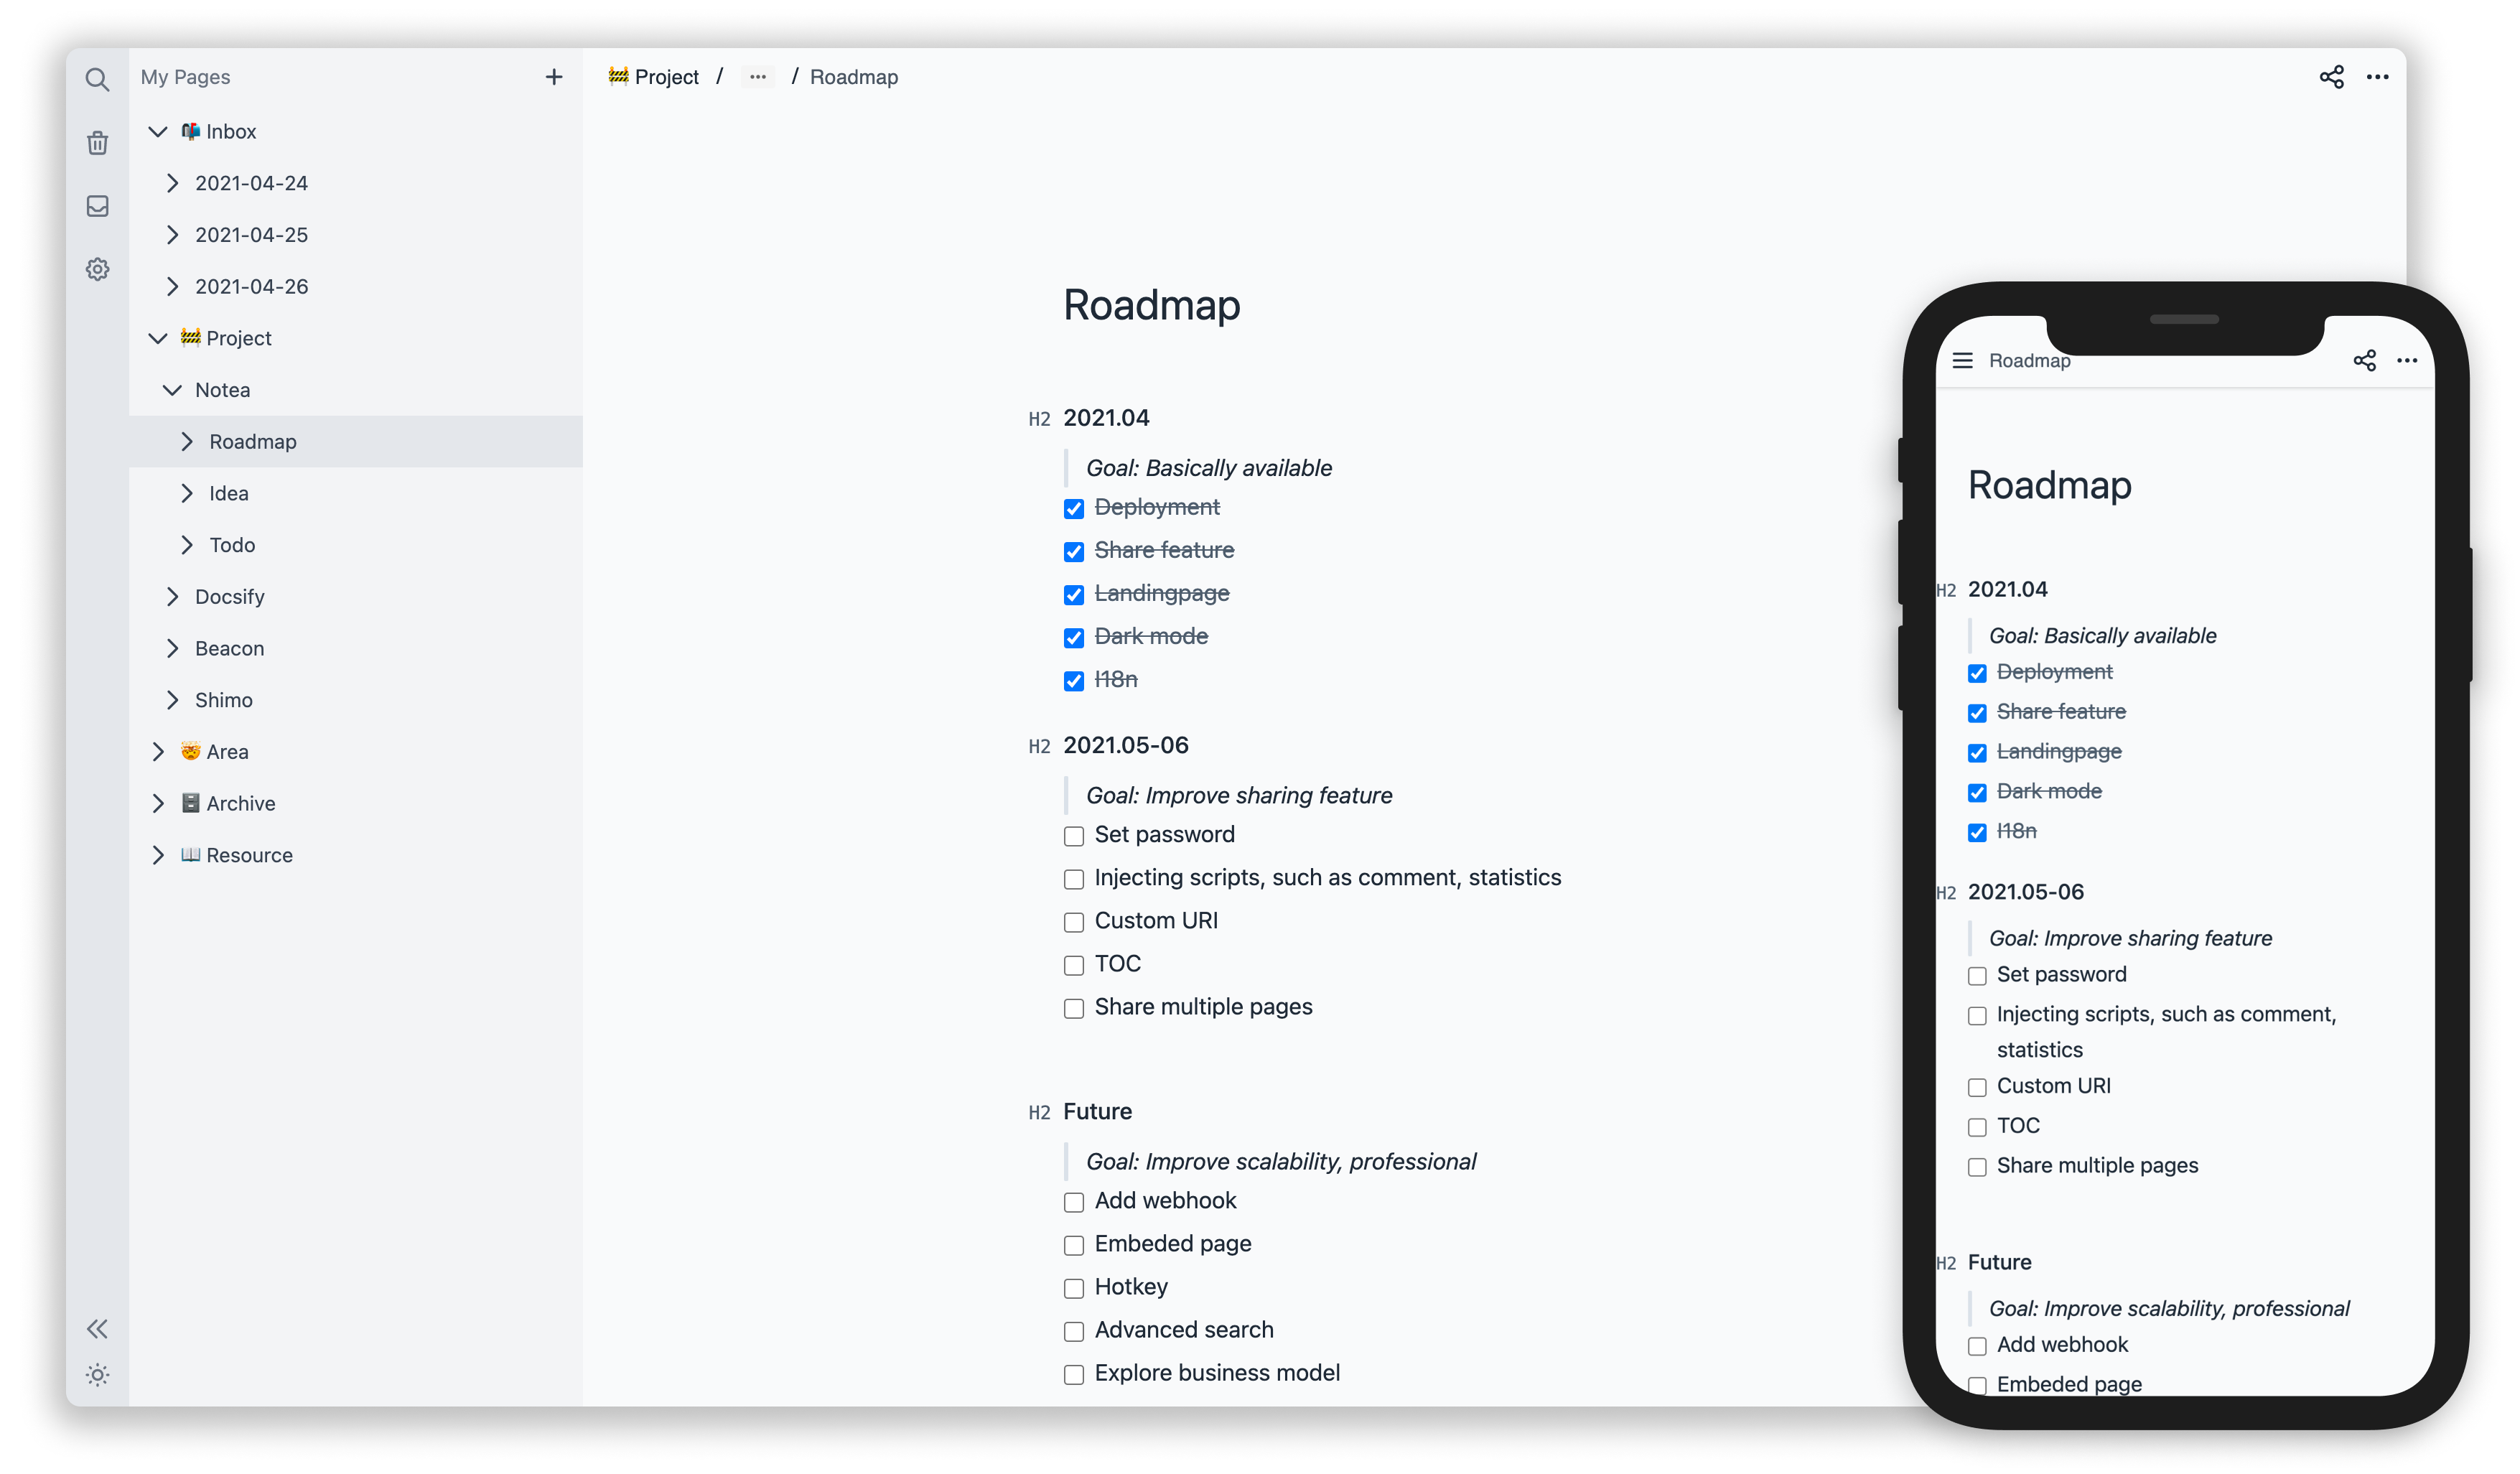 My Pages
Inbox
2021-04-24
2021-04-25
2021-04-26
Project
Notea
Roadmap
Idea
Todo
Docsify
Beacon
Shimo
Area
Archive
Resource
Project / ··· / Roadmap
Roadmap
H2 2021.04
Goal: Basically available
Deployment
Share feature
Landingpage
Dark mode
I18n
H2 2021.05-06
Goal: Improve sharing feature
Set password
Injecting scripts, such as comment, statistics
Custom URI
TOC
Share multiple pages
H2 Future
Goal: Improve scalability, professional
Add webhook
Embeded page
Hotkey
Advanced search
Explore business model
Roadmap
Roadmap
H2 2021.04
Goal: Basically available
Deployment
Share feature
Landingpage
Dark mode
I18n
H2 2021.05-06
Goal: Improve sharing feature
Set password
Injecting scripts, such as comment,
statistics
Custom URI
TOC
Share multiple pages
H2 Future
Goal: Improve scalability, professional
Add webhook
Embeded page